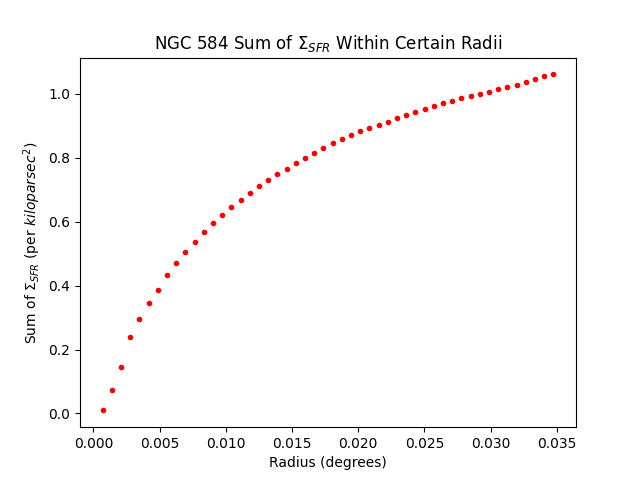 NGC 584 Sum of Σ_SFR Within Certain Radii
Sum of Σ_SFR (per kiloparsec²)
1.0
0.8
0.6
0.4
0.2
0.0
0.000 0.005 0.010 0.015 0.020 0.025 0.030 0.035
Radius (degrees)